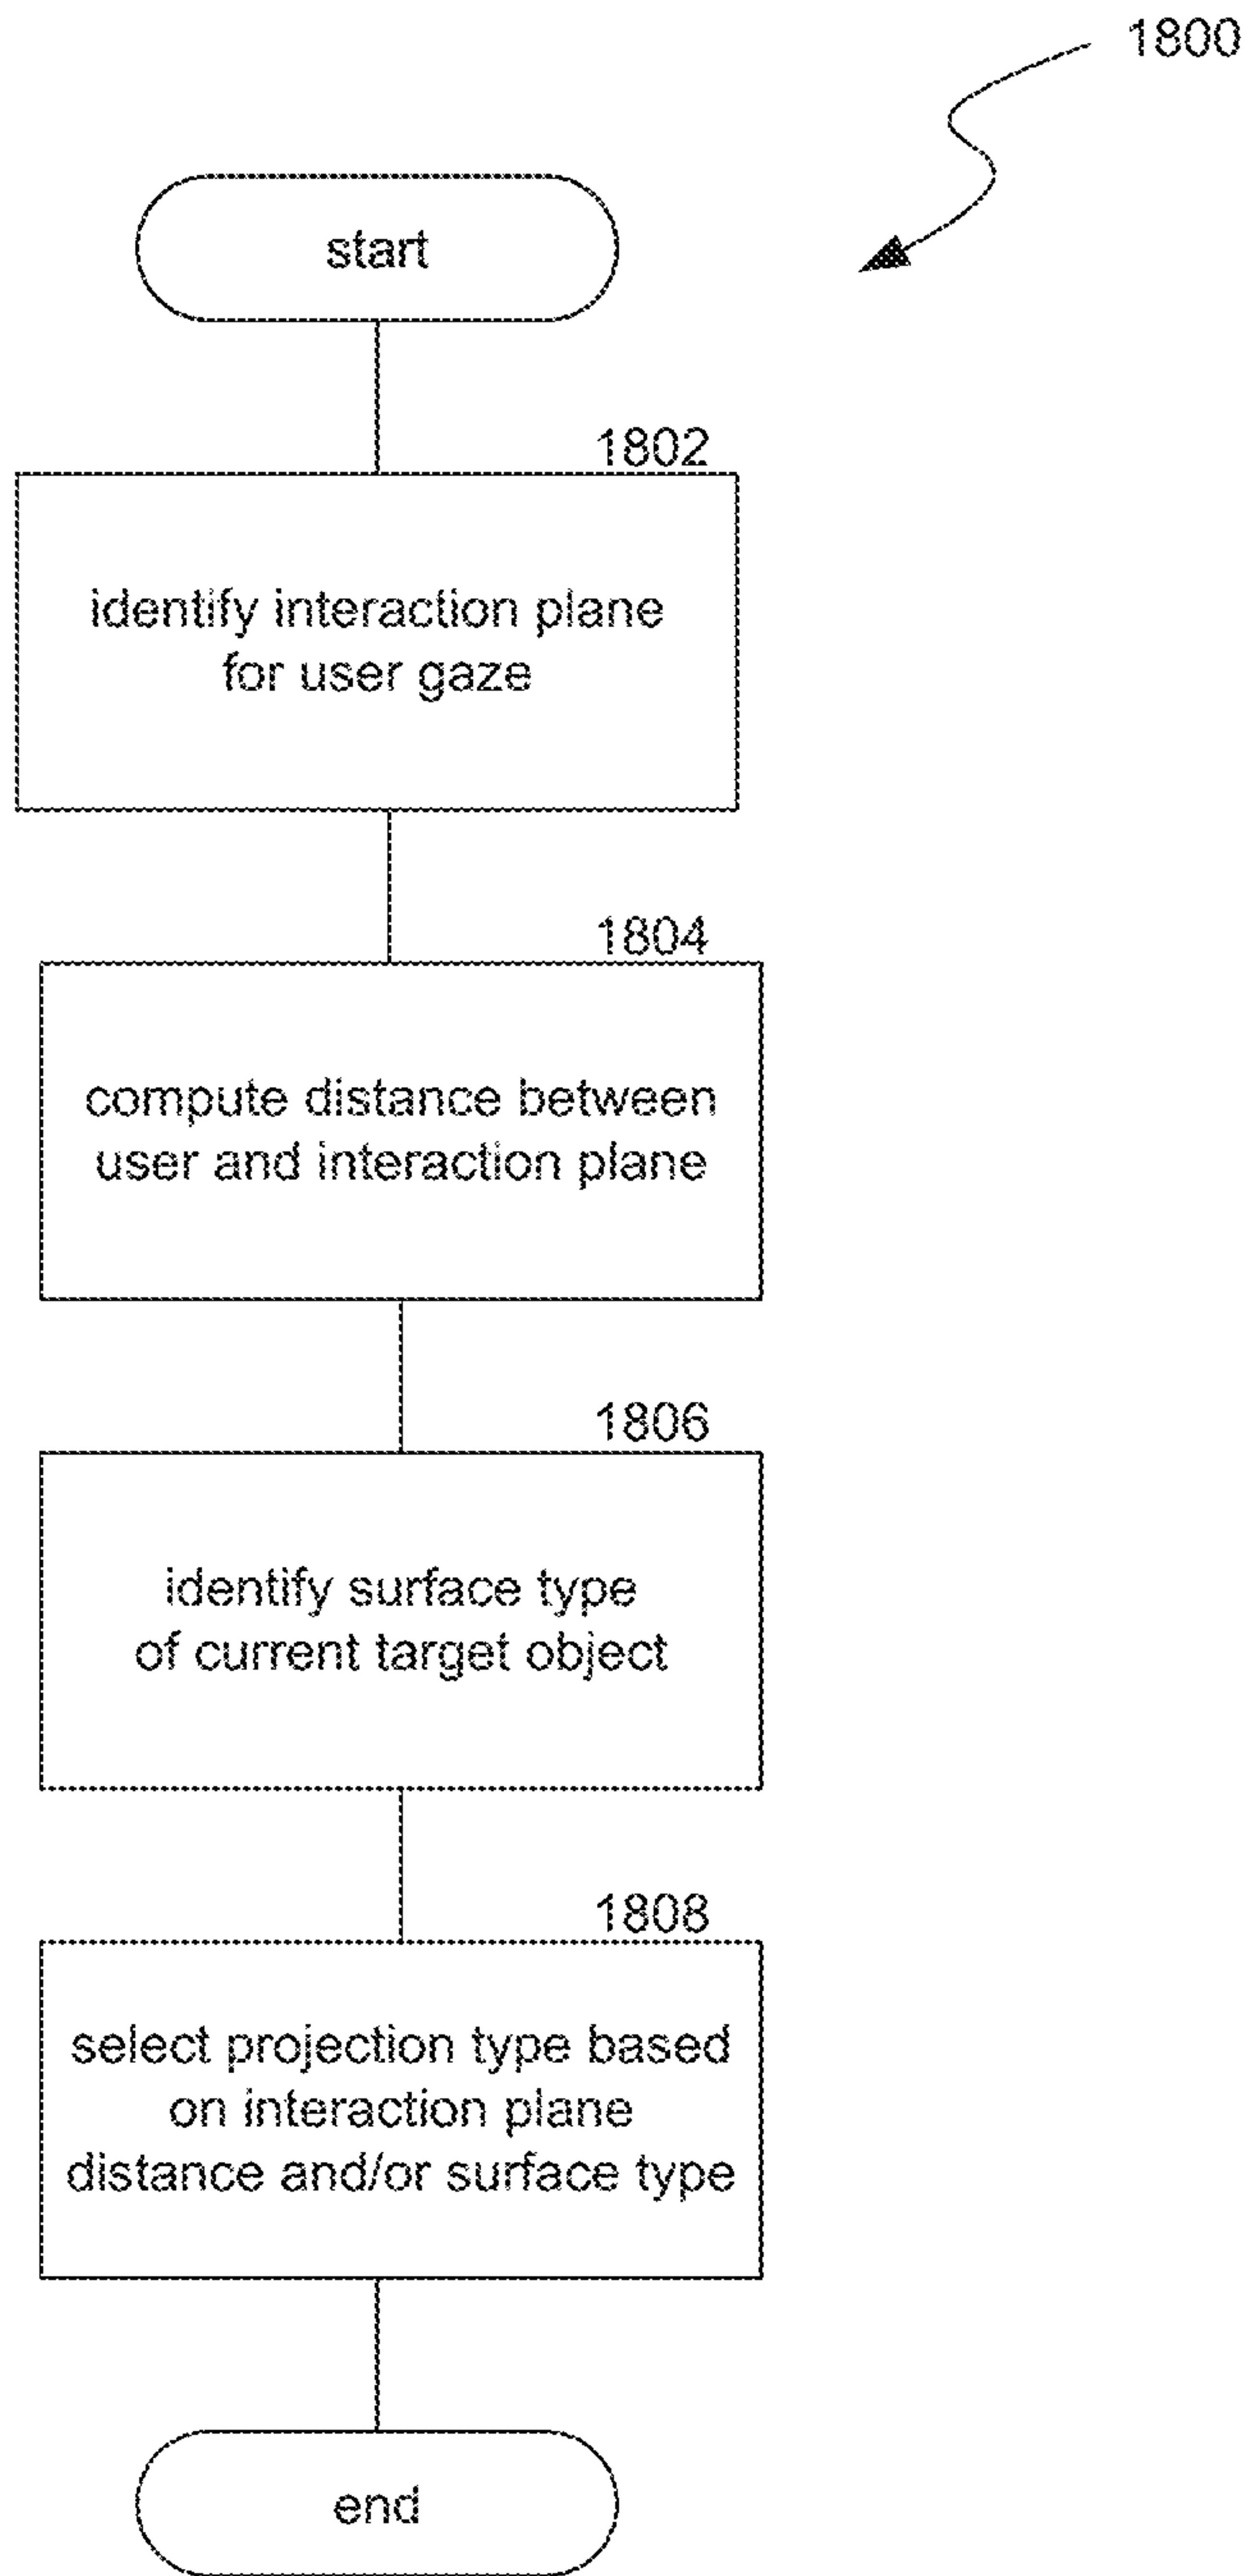 1800
start
1802
identify interaction plane
for user gaze
1804
compute distance between
user and interaction plane
1806
identify surface type
of current target object
1808
select projection type based
on interaction plane
distance and/or surface type
end